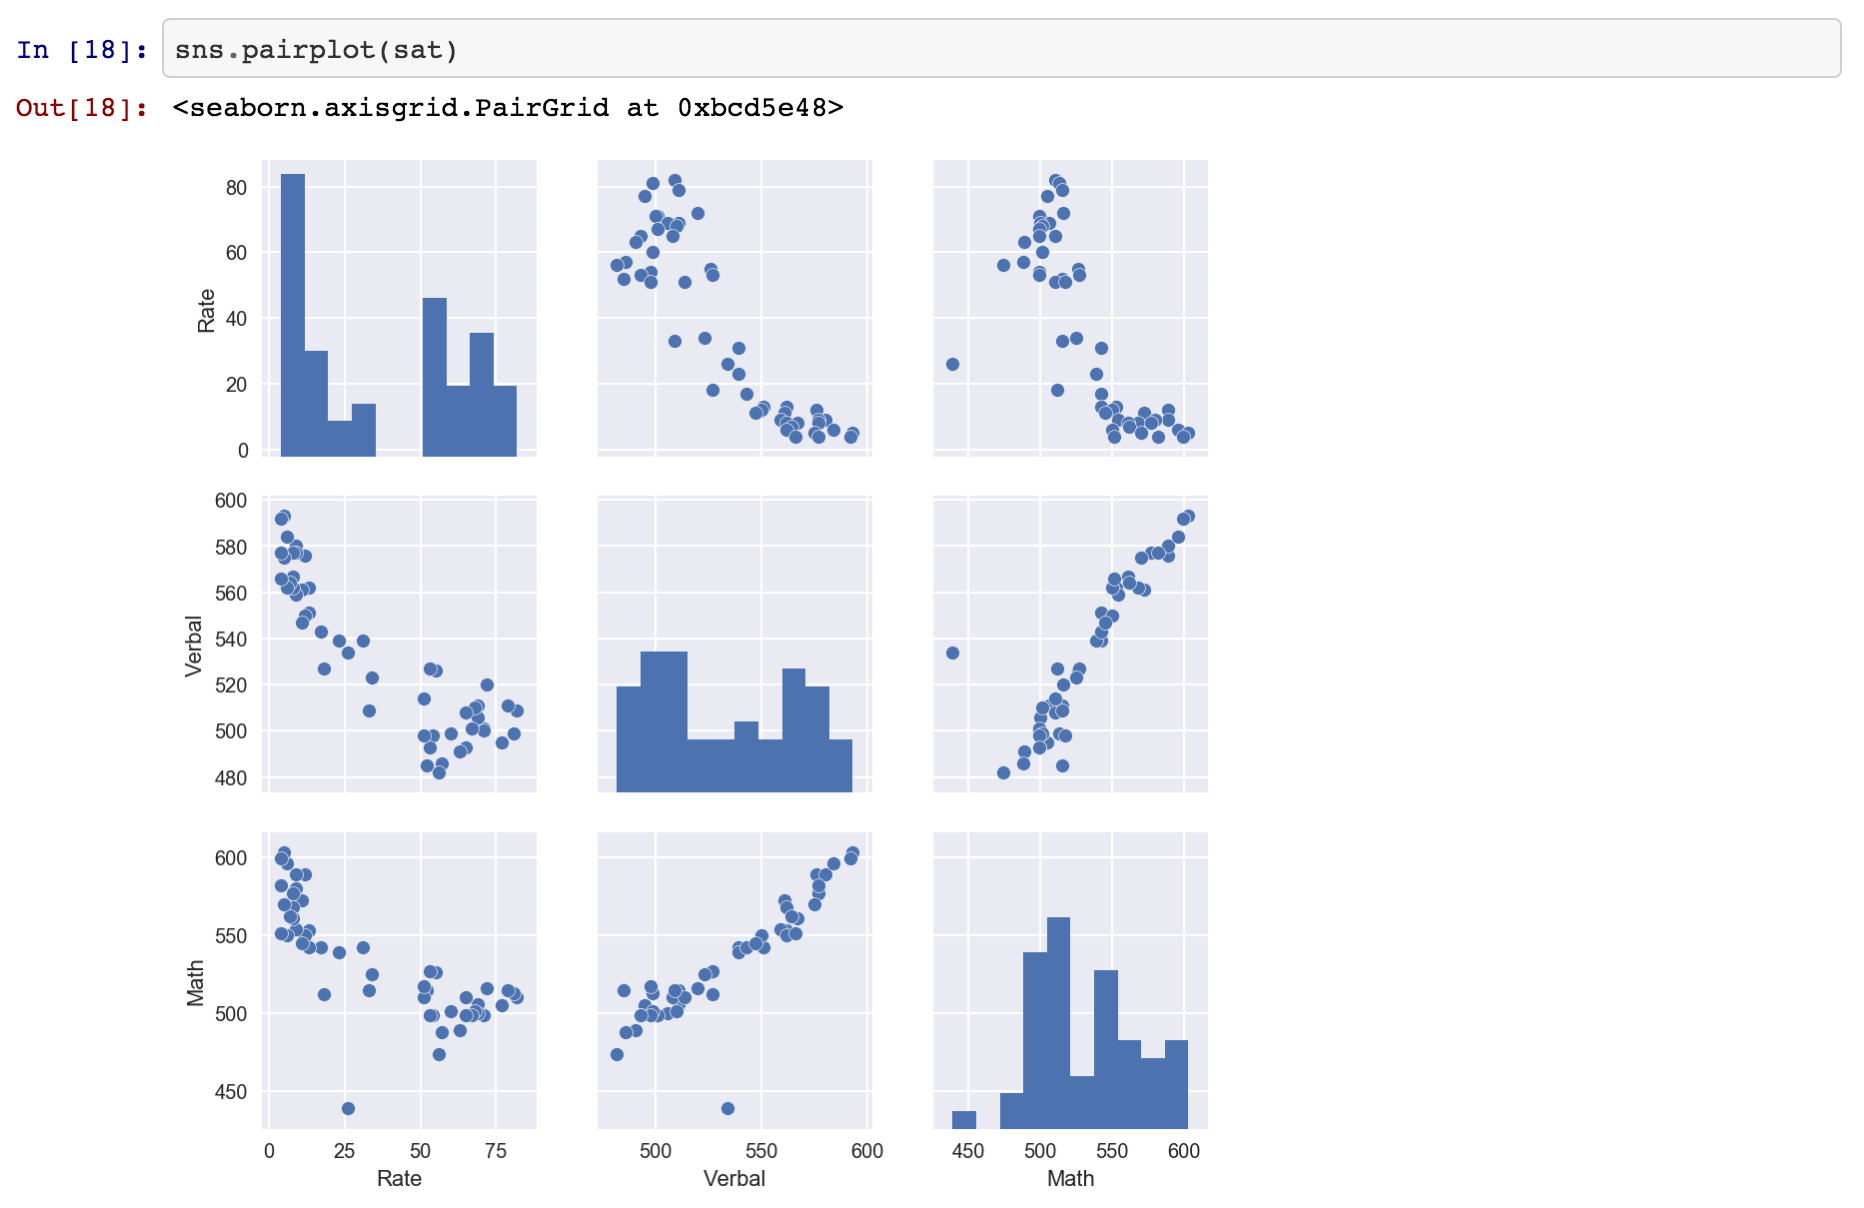 In [18]: sns.pairplot(sat)
Out[18]: <seaborn.axisgrid.PairGrid at 0xbcd5e48>
80
60
40
20
0
Rate
600
580
560
540
520
500
480
Verbal
600
550
500
450
Math
0 25 50 75
500 550 600
450 500 550 600
Rate
Verbal
Math